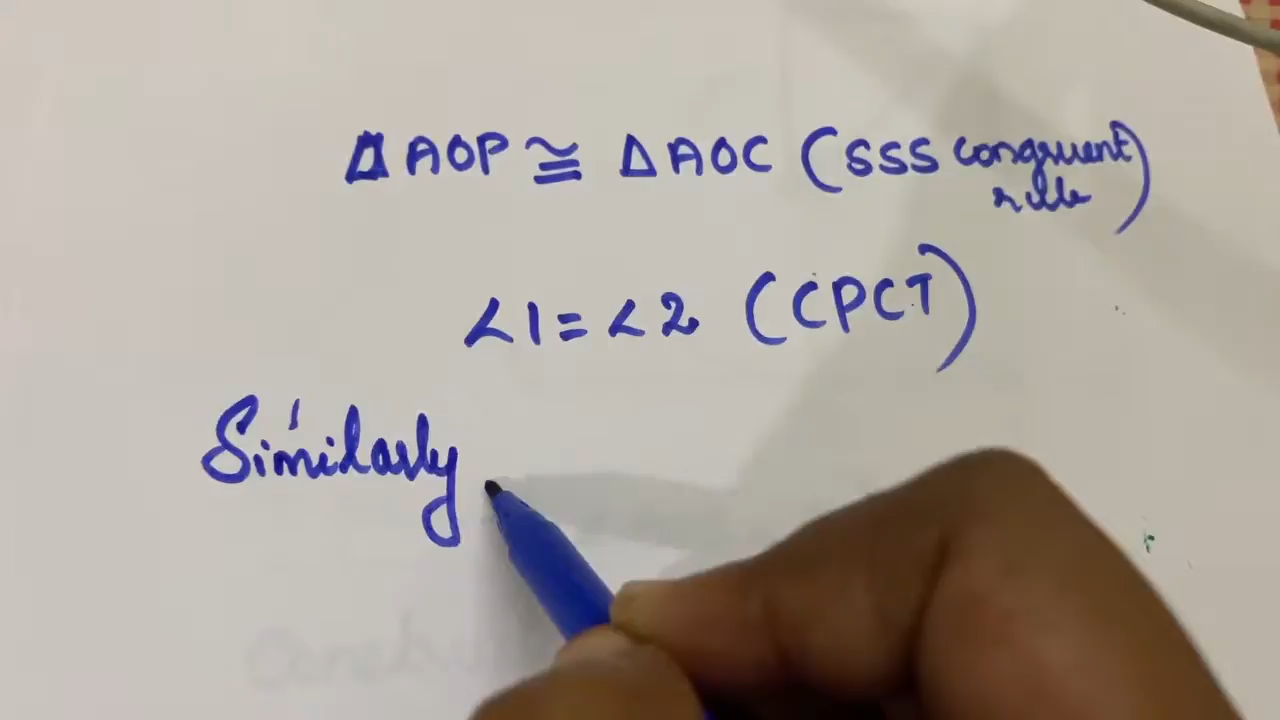 ΔAOP ≅ ΔAOC (SSS congruent
rule)
∠1=∠2 (CPCT)
Similarly